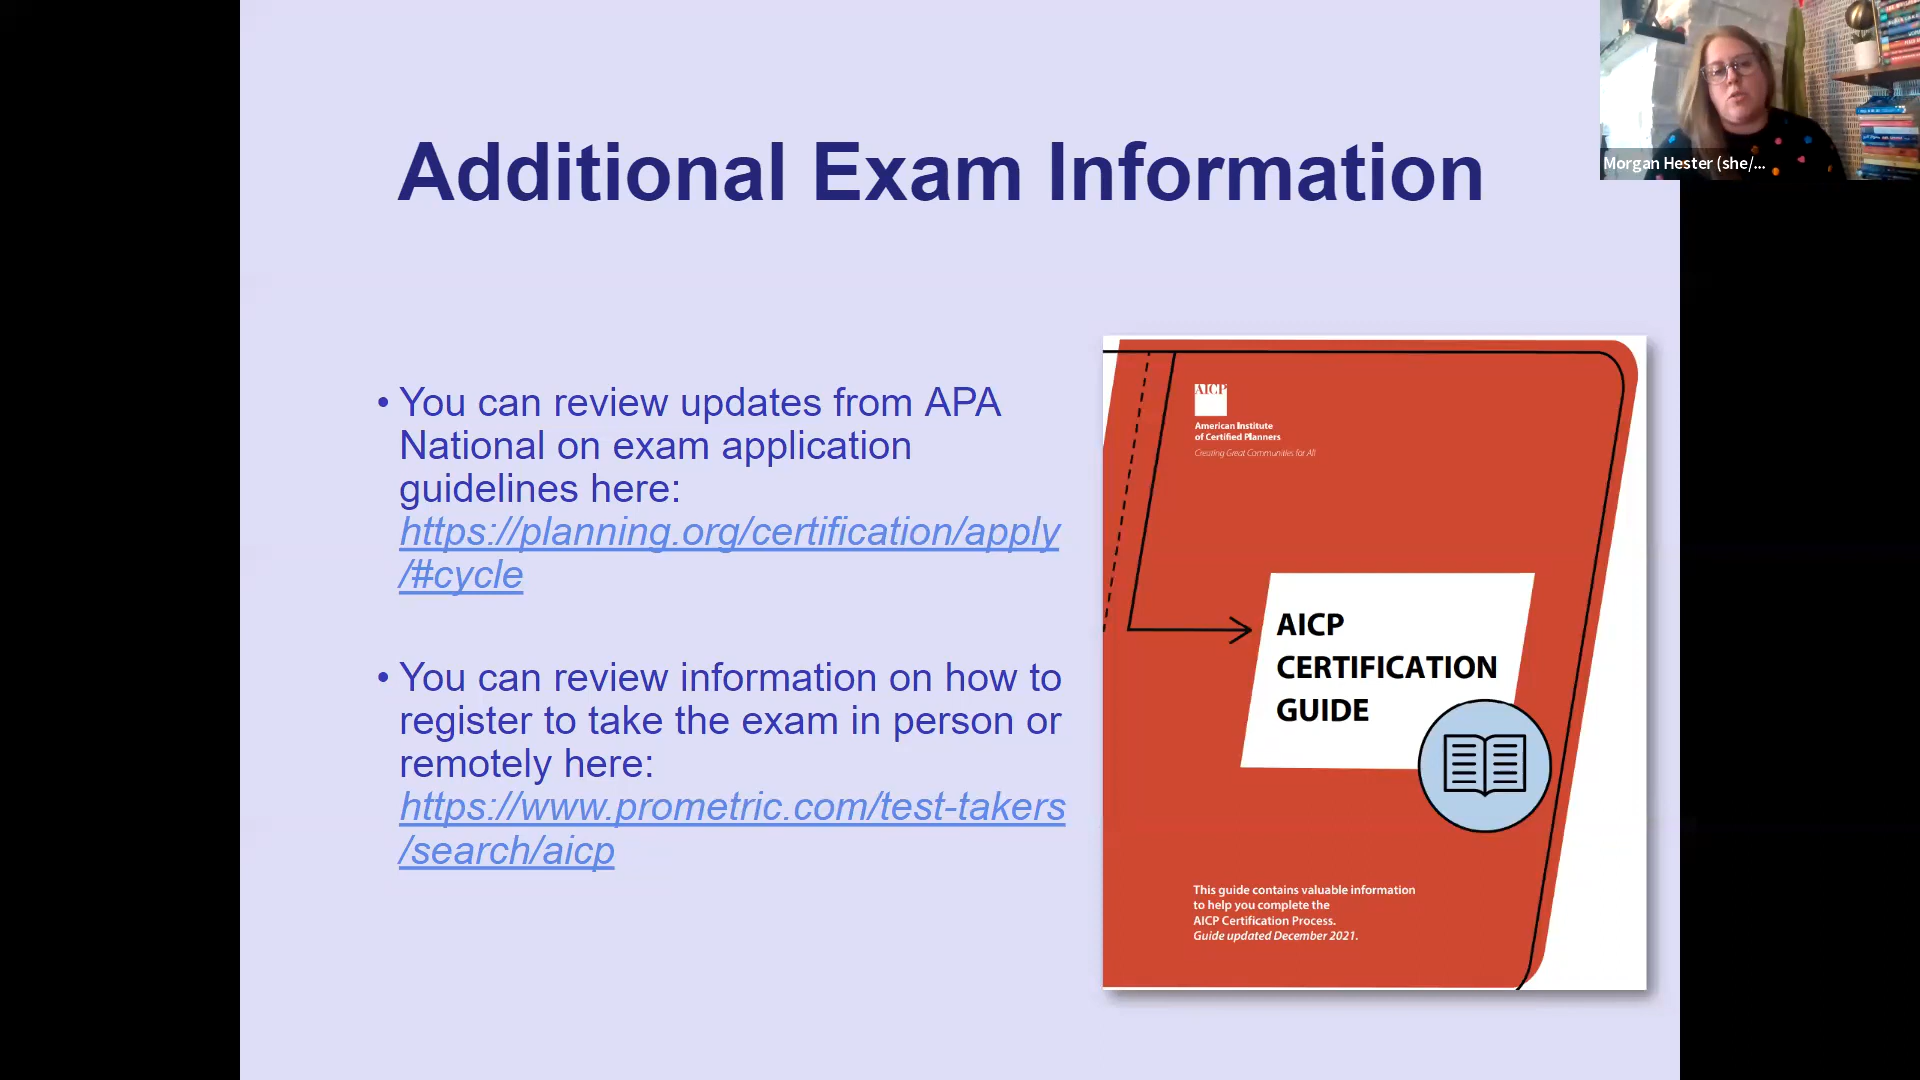 Additional Exam Information
• You can review updates from APA
National on exam application
guidelines here:
https://planning.org/certification/apply
/#cycle
• You can review information on how to
register to take the exam in person or
remotely here:
https://www.prometric.com/test-takers
/search/aicp
AICP
American Institute
of Certified Planners
Creating Great Communities for All
AICP
CERTIFICATION
GUIDE
This guide contains valuable information
to help you complete the
AICP Certification Process.
Guide updated December 2021.
Morgan Hester (she/...